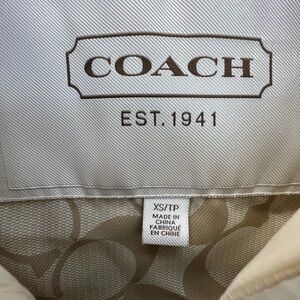 COACH
EST. 1941
XS/TP
MADE IN
CHINA
FABRIQUÉ
EN CHINE